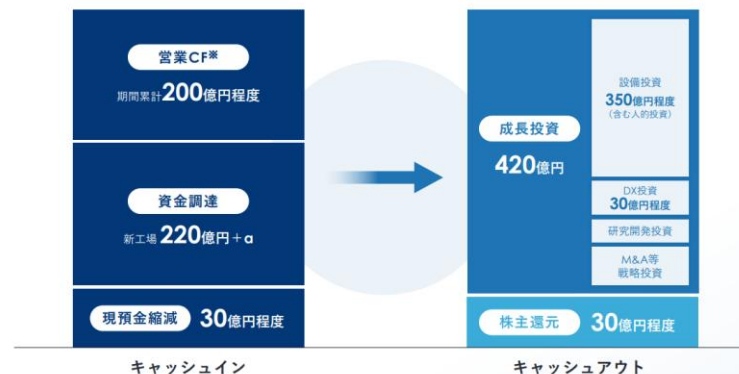 営業CF※
期間累計200億円程度
資金調達
新工場 220億円+α
現預金縮減 30億円程度
キャッシュイン
成長投資
420億円
設備投資
350億円程度
(含む人的投資)
DX投資
30億円程度
研究開発投資
M&A等
戦略投資
株主還元 30億円程度
キャッシュアウト